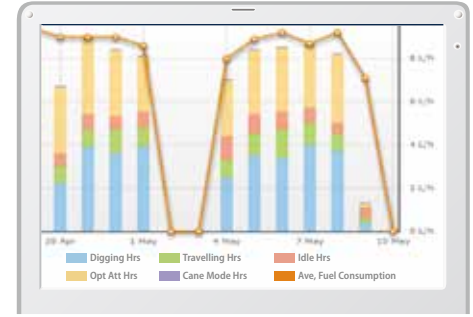 8 L/h
6 L/h
4 L/h
2 L/h
0 L/h
28 Apr 1 May 4 May 7 May 10 May
Digging Hrs Travelling Hrs Idle Hrs
Opt Att Hrs Cane Mode Hrs Ave, Fuel Consumption